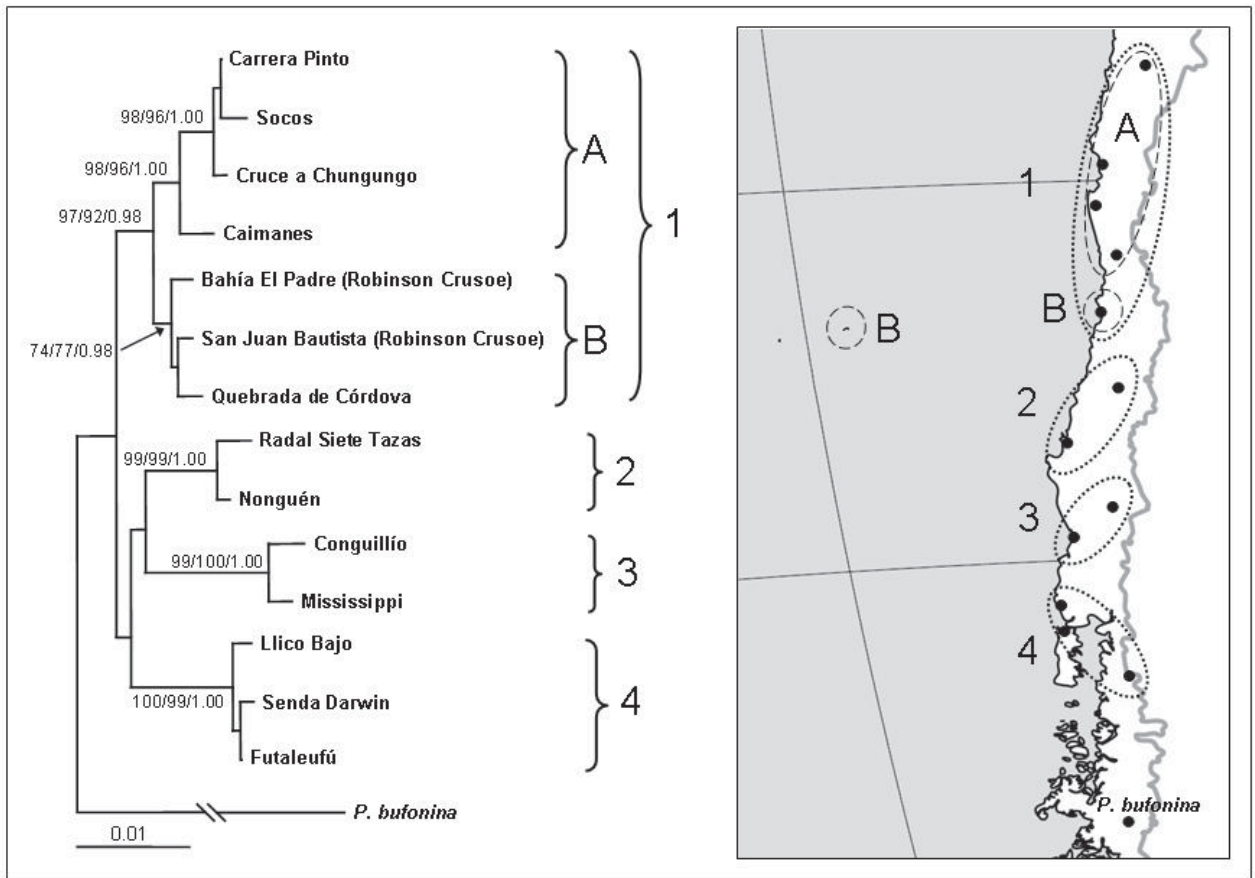 Carrera Pinto
98/96/1.00
Socos
A
98/96/1.00
Cruce a Chungungo
1
97/92/0.98
Caimanes
Bahía El Padre (Robinson Crusoe)
San Juan Bautista (Robinson Crusoe)
B
74/77/0.98
Quebrada de Córdova
Radal Siete Tazas
99/99/1.00
2
Nonguén
Conguillío
99/100/1.00
3
Mississippi
Llico Bajo
100/99/1.00
Senda Darwin
4
Futaleufú
P. bufonina
0.01
A
1
B
B
2
3
4
P. bufonina